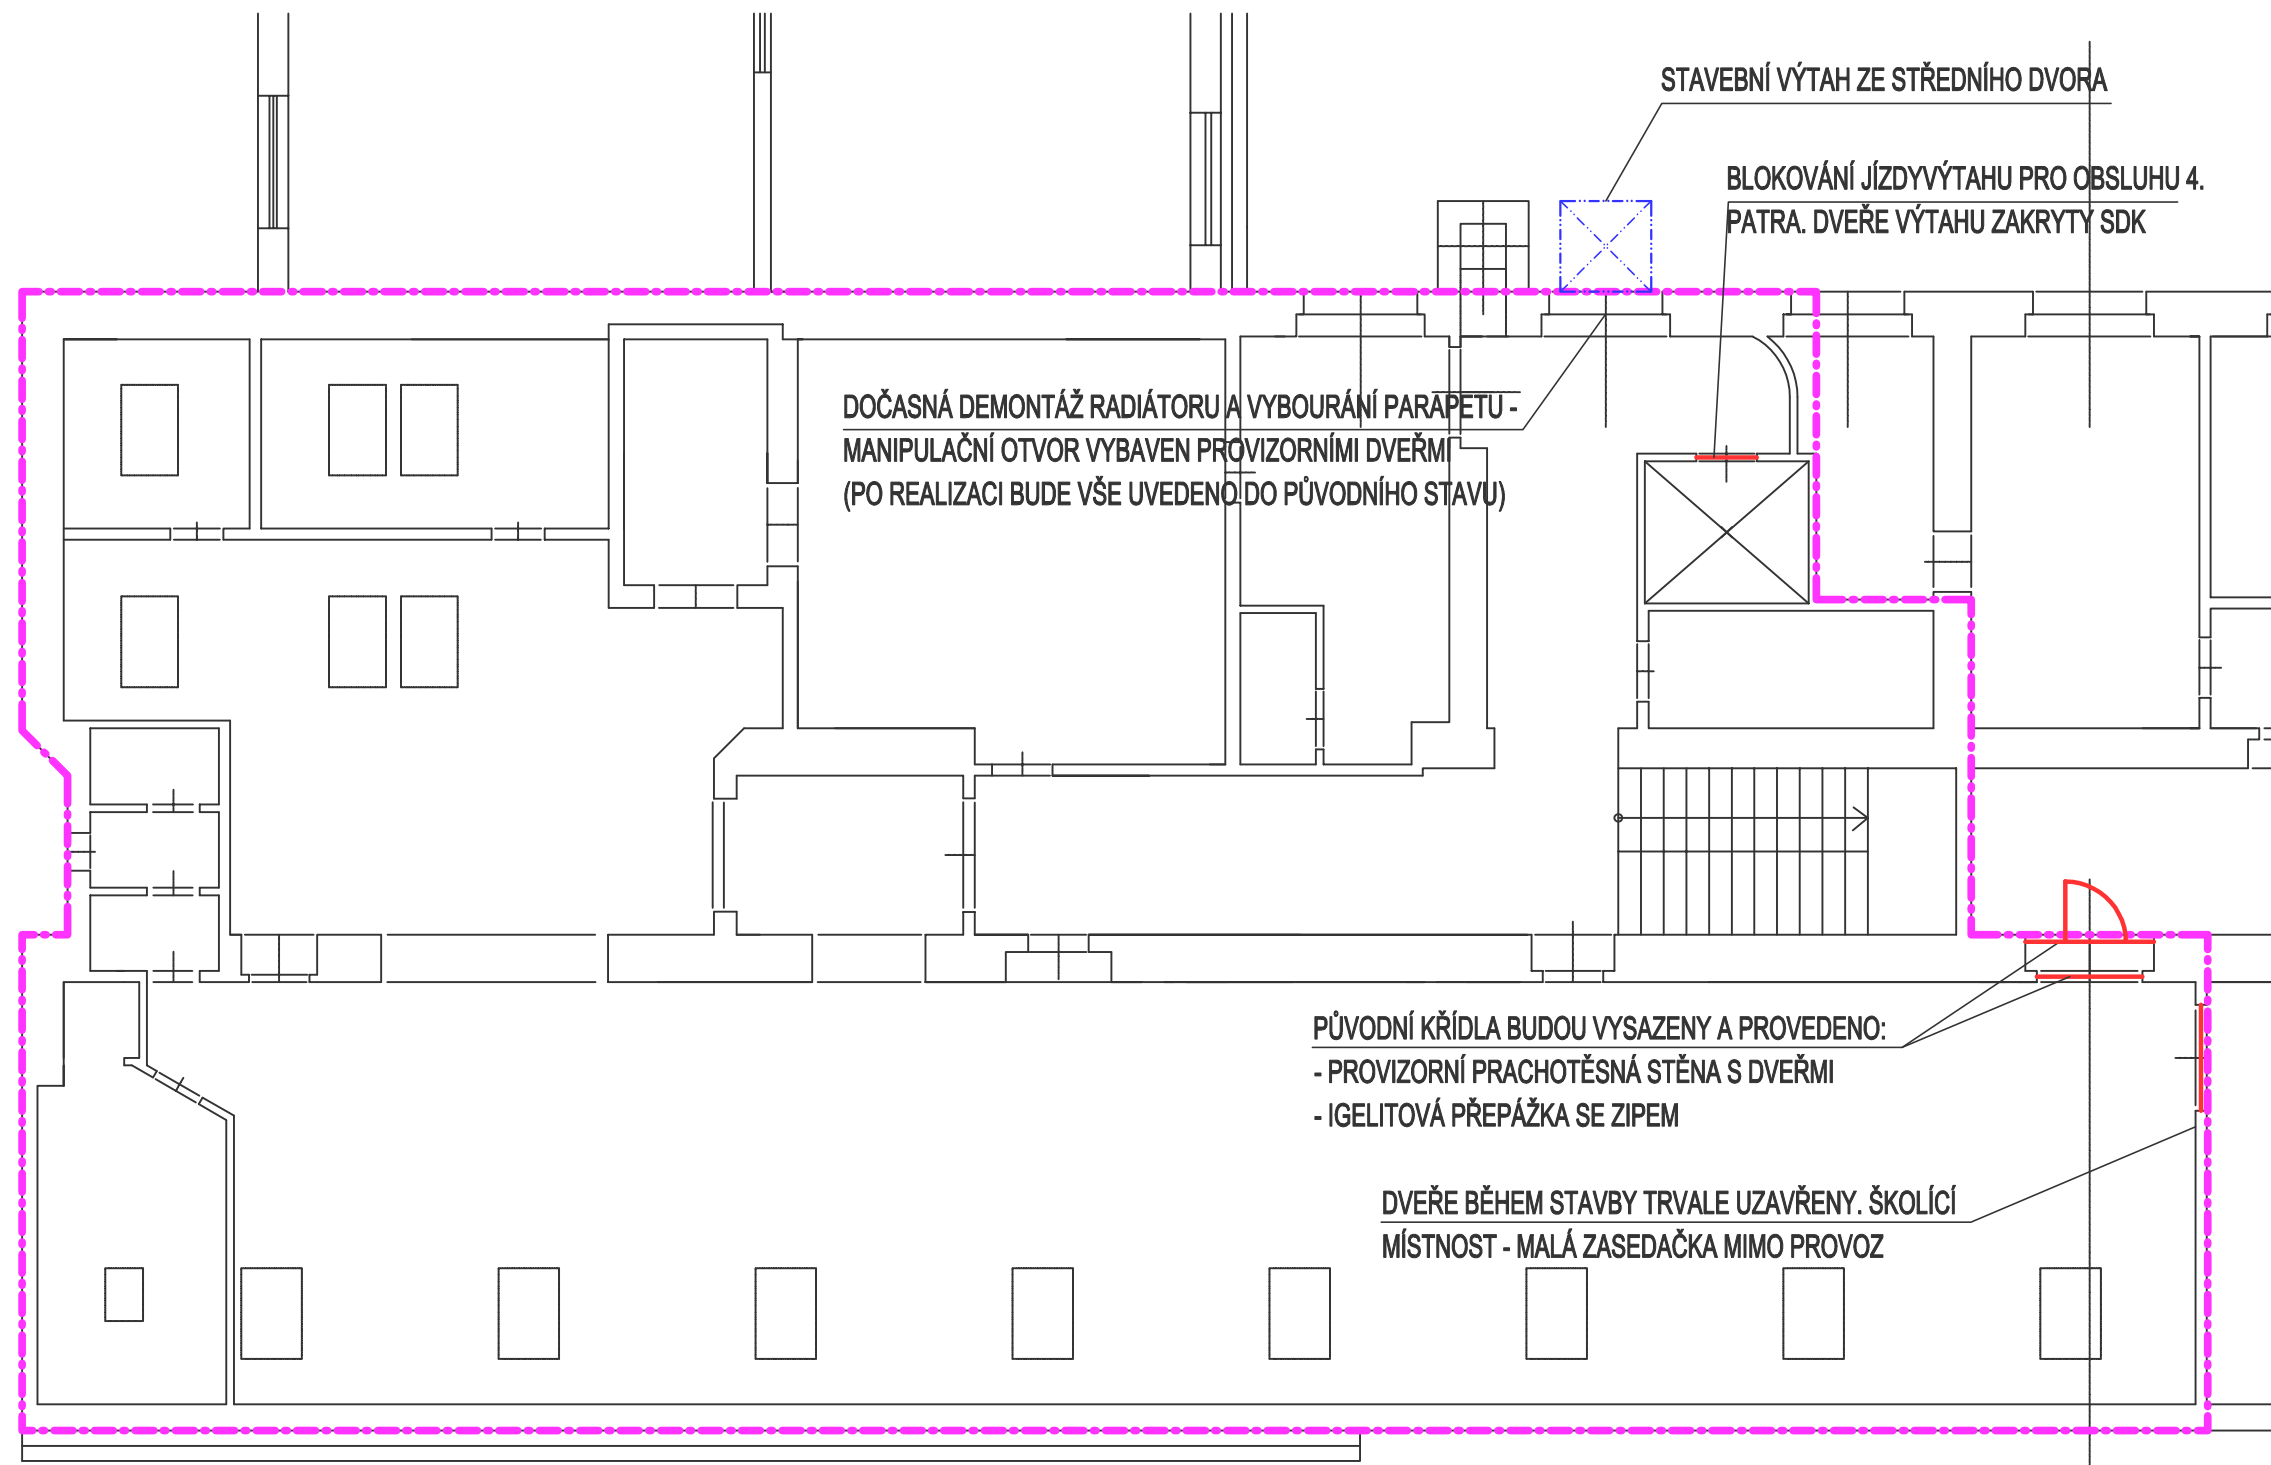 STAVEBNÍ VÝTAH ZE STŘEDNÍHO DVORA
BLOKOVÁNÍ JÍZDYVÝTAHU PRO OBSLUHU 4.
PATRA. DVEŘE VÝTAHU ZAKRYTY SDK
DOČASNÁ DEMONTÁŽ RADIÁTORU A VYBOURÁNÍ PARAPETU -
MANIPULAČNÍ OTVOR VYBAVEN PROVIZORNÍMI DVEŘMI
(PO REALIZACI BUDE VŠE UVEDENO DO PŮVODNÍHO STAVU)
PŮVODNÍ KŘÍDLA BUDOU VYSAZENY A PROVEDENO:
- PROVIZORNÍ PRACHOTĚSNÁ STĚNA S DVEŘMI
- IGELITOVÁ PŘEPÁŽKA SE ZIPEM
DVEŘE BĚHEM STAVBY TRVALE UZAVŘENY. ŠKOLÍCÍ
MÍSTNOST - MALÁ ZASEDAČKA MIMO PROVOZ